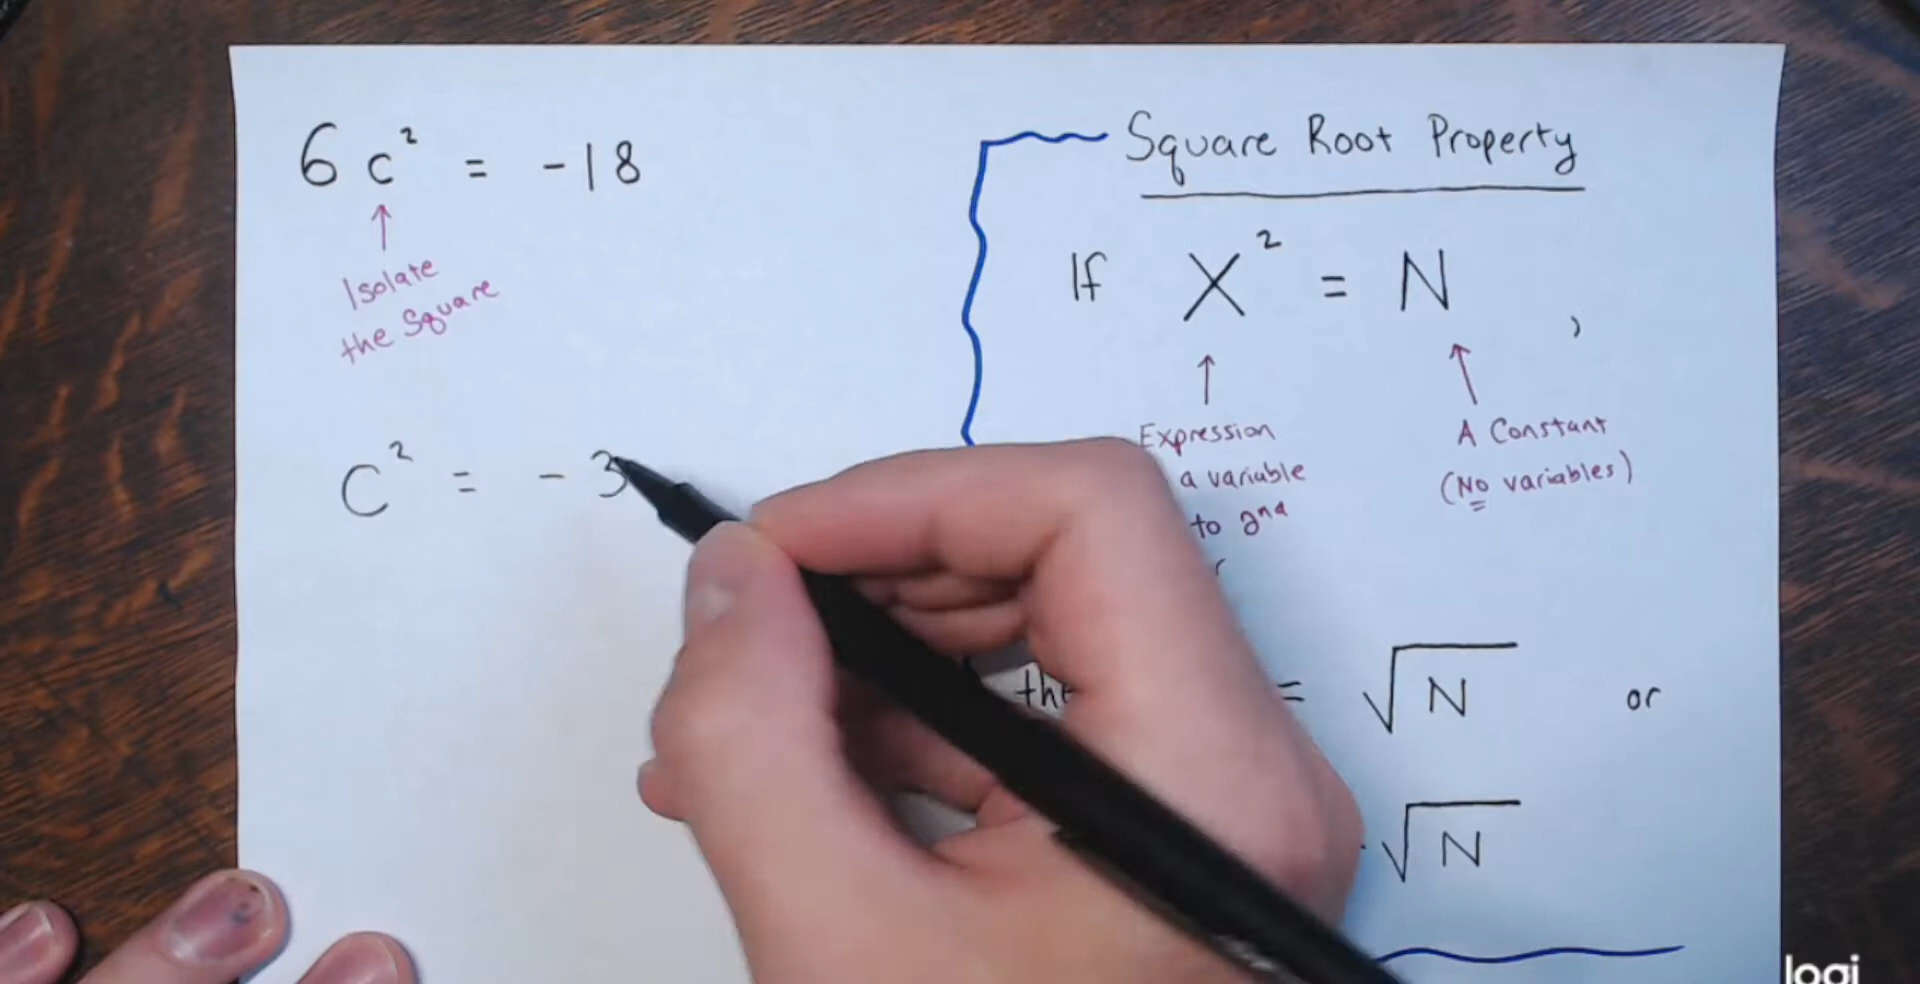 6c² = -18
↑
Isolate
the Square
c² = - 3
Square Root Property
If X² = N ,
↑
Expression
a variable
to 2nd
↑
A Constant
(No variables)
= √N or
√N
logi